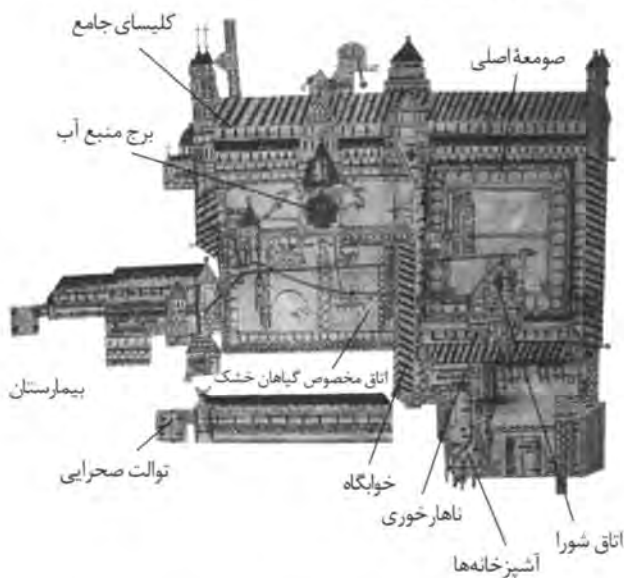 کلیسای جامع
صومعهٔ اصلی
برج منبع آب
اتاق مخصوص گیاهان خشک
بیمارستان
توالت صحرایی
خوابگاه
ناهارخوری
اتاق شورا
آشپزخانه‌ها